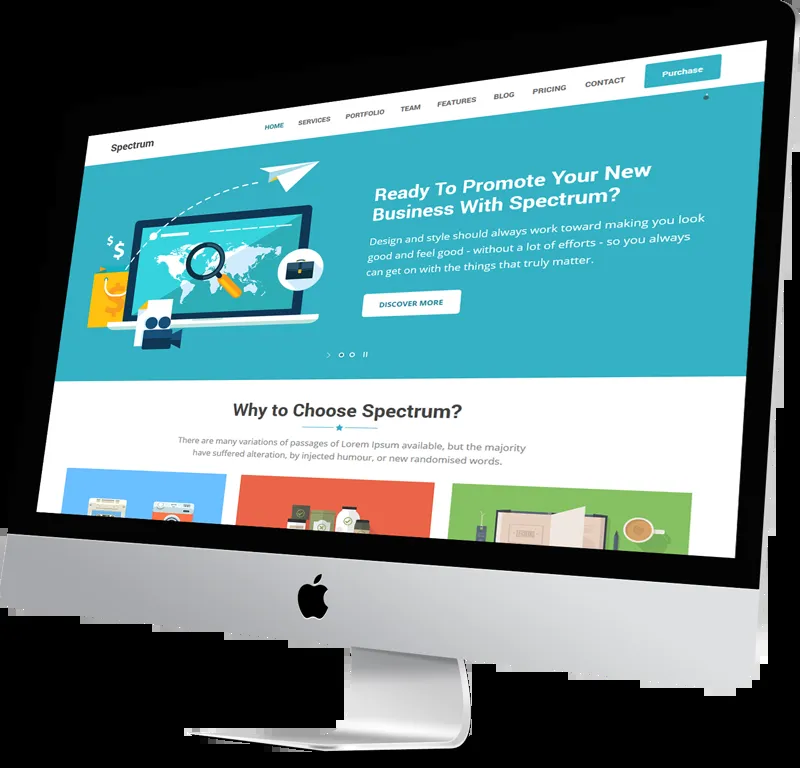 Spectrum
HOME SERVICES PORTFOLIO TEAM FEATURES BLOG PRICING CONTACT Purchase
Ready To Promote Your New
Business With Spectrum?
Design and style should always work toward making you look
good and feel good - without a lot of efforts - so you always
can get on with the things that truly matter.
DISCOVER MORE
$
$
Why to Choose Spectrum?
There are many variations of passages of Lorem Ipsum available, but the majority
have suffered alteration, by injected humour, or new randomised words.